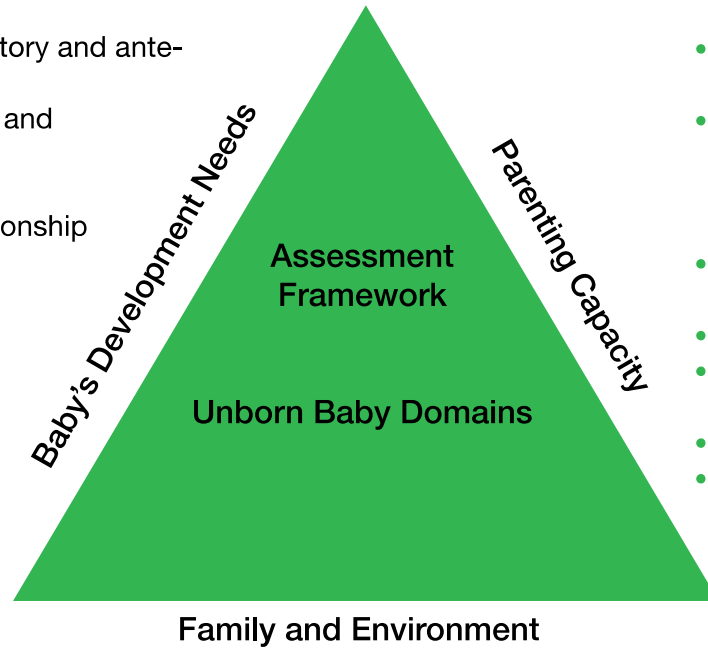 tory and ante-
and
onship
Baby's Development Needs
Parenting Capacity
Assessment
Framework
Unborn Baby Domains
Family and Environment